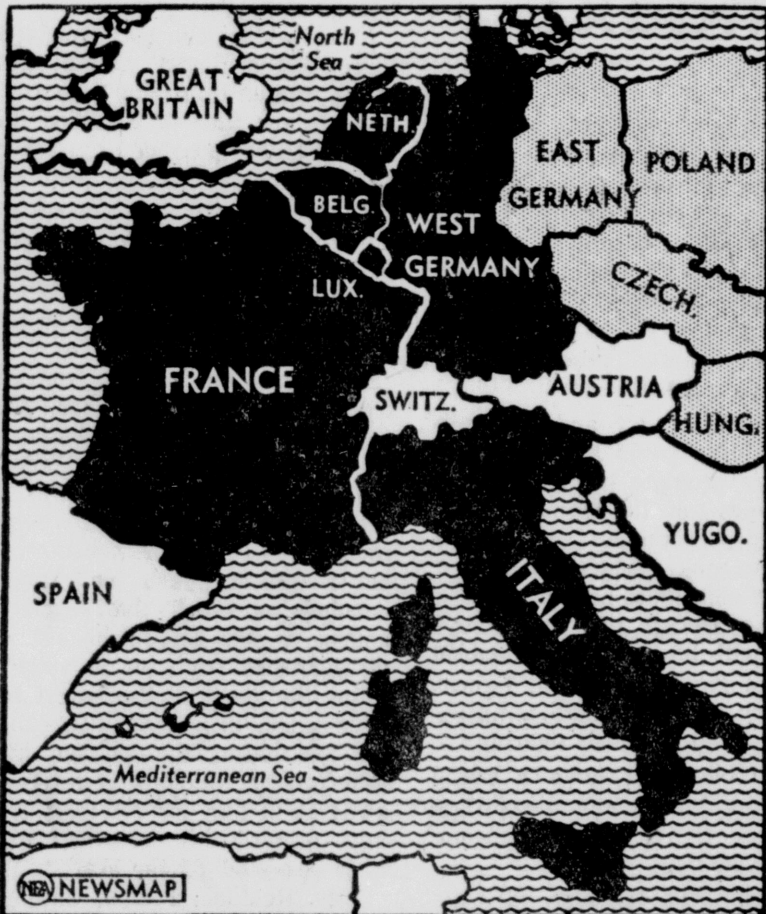 North
Sea
GREAT
BRITAIN
NETH.
EAST
GERMANY
POLAND
BELG.
WEST
GERMANY
CZECH.
LUX.
FRANCE
SWITZ.
AUSTRIA
HUNG.
YUGO.
SPAIN
ITALY
Mediterranean Sea
NEA NEWSMAP